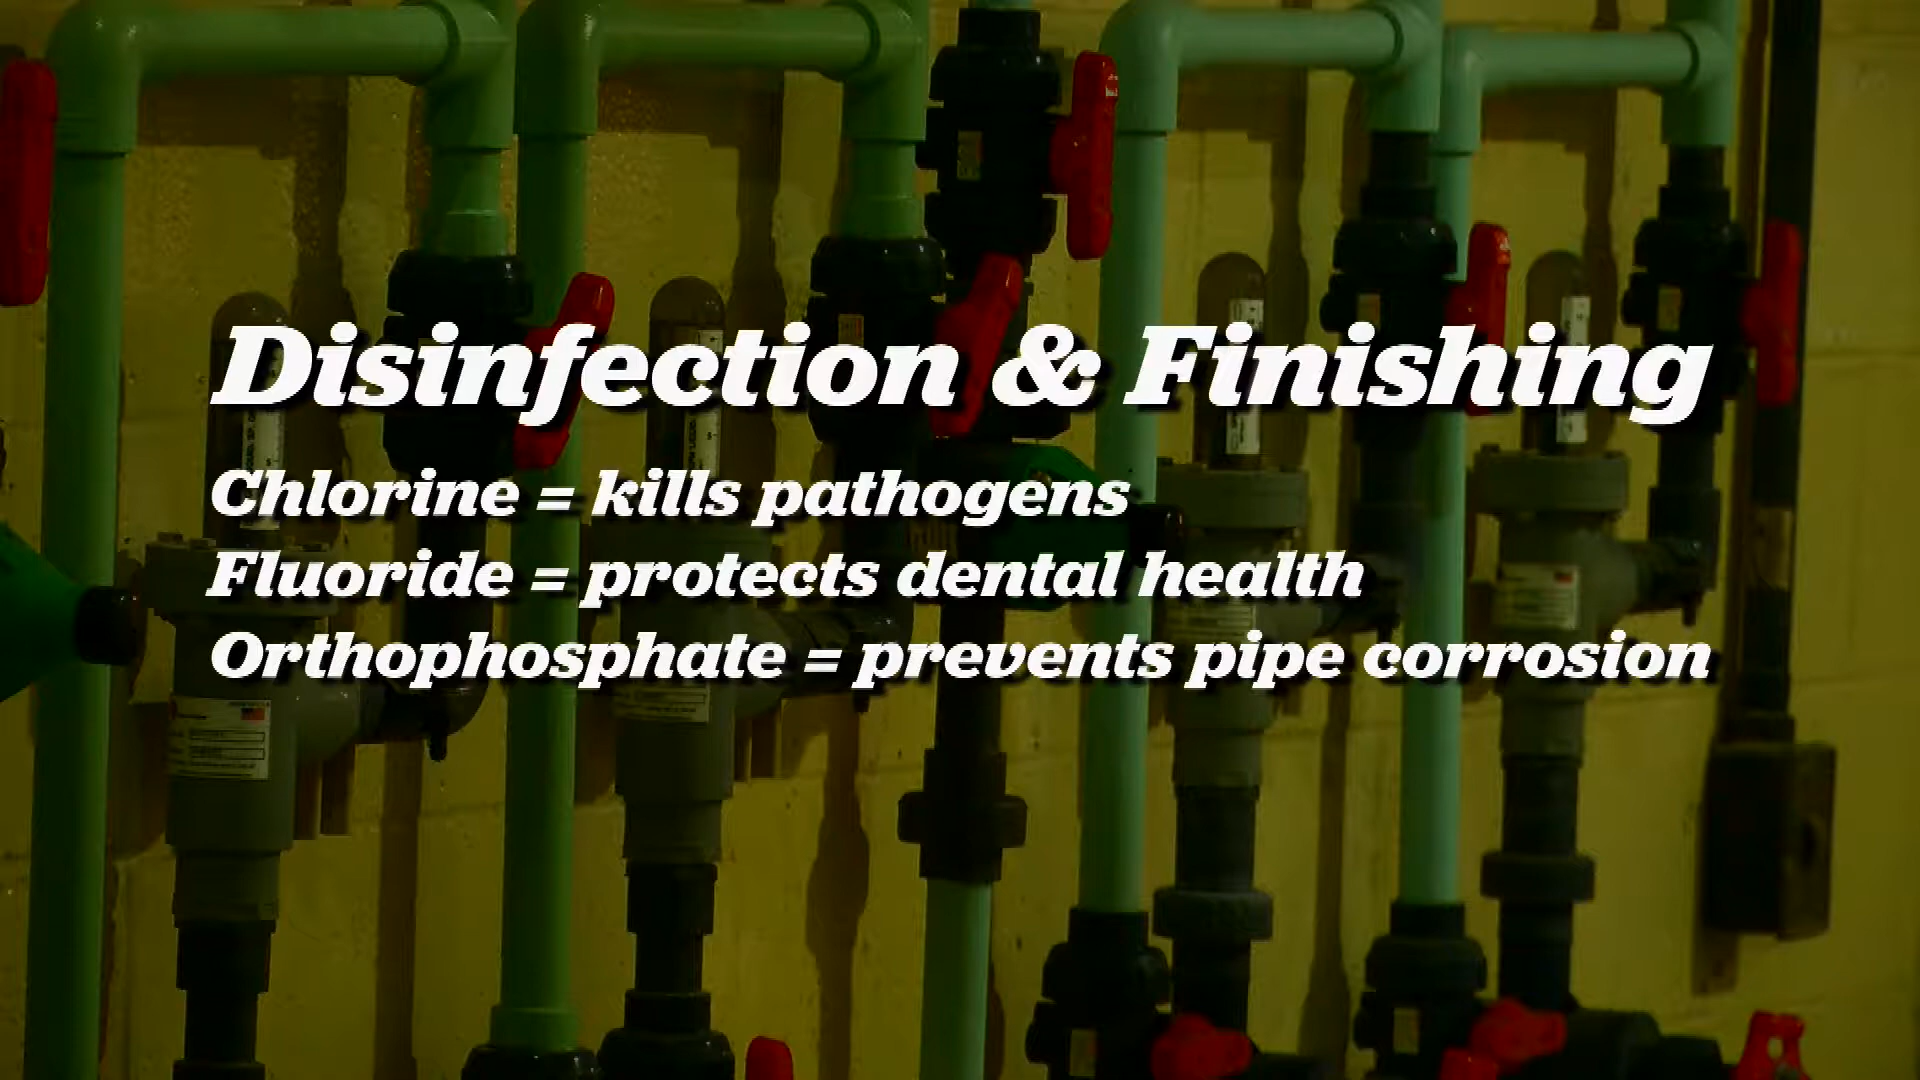 Disinfection & Finishing
Chlorine = kills pathogens
Fluoride = protects dental health
Orthophosphate = prevents pipe corrosion